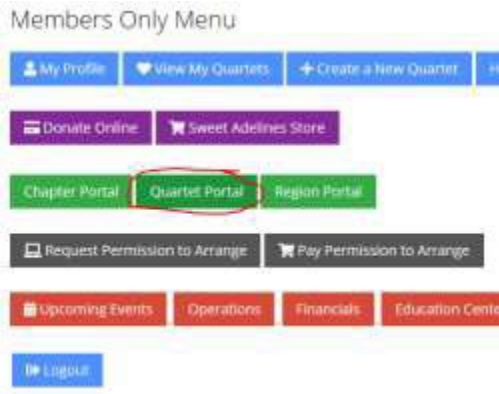 Members Only Menu
My Profile View My Quartets Create a New Quartet
Donate Online Sweet Adelines Store
Chapter Portal Quartet Portal Region Portal
Request Permission to Arrange Pay Permission to Arrange
Upcoming Events Operations Financials Education Cente
Logout